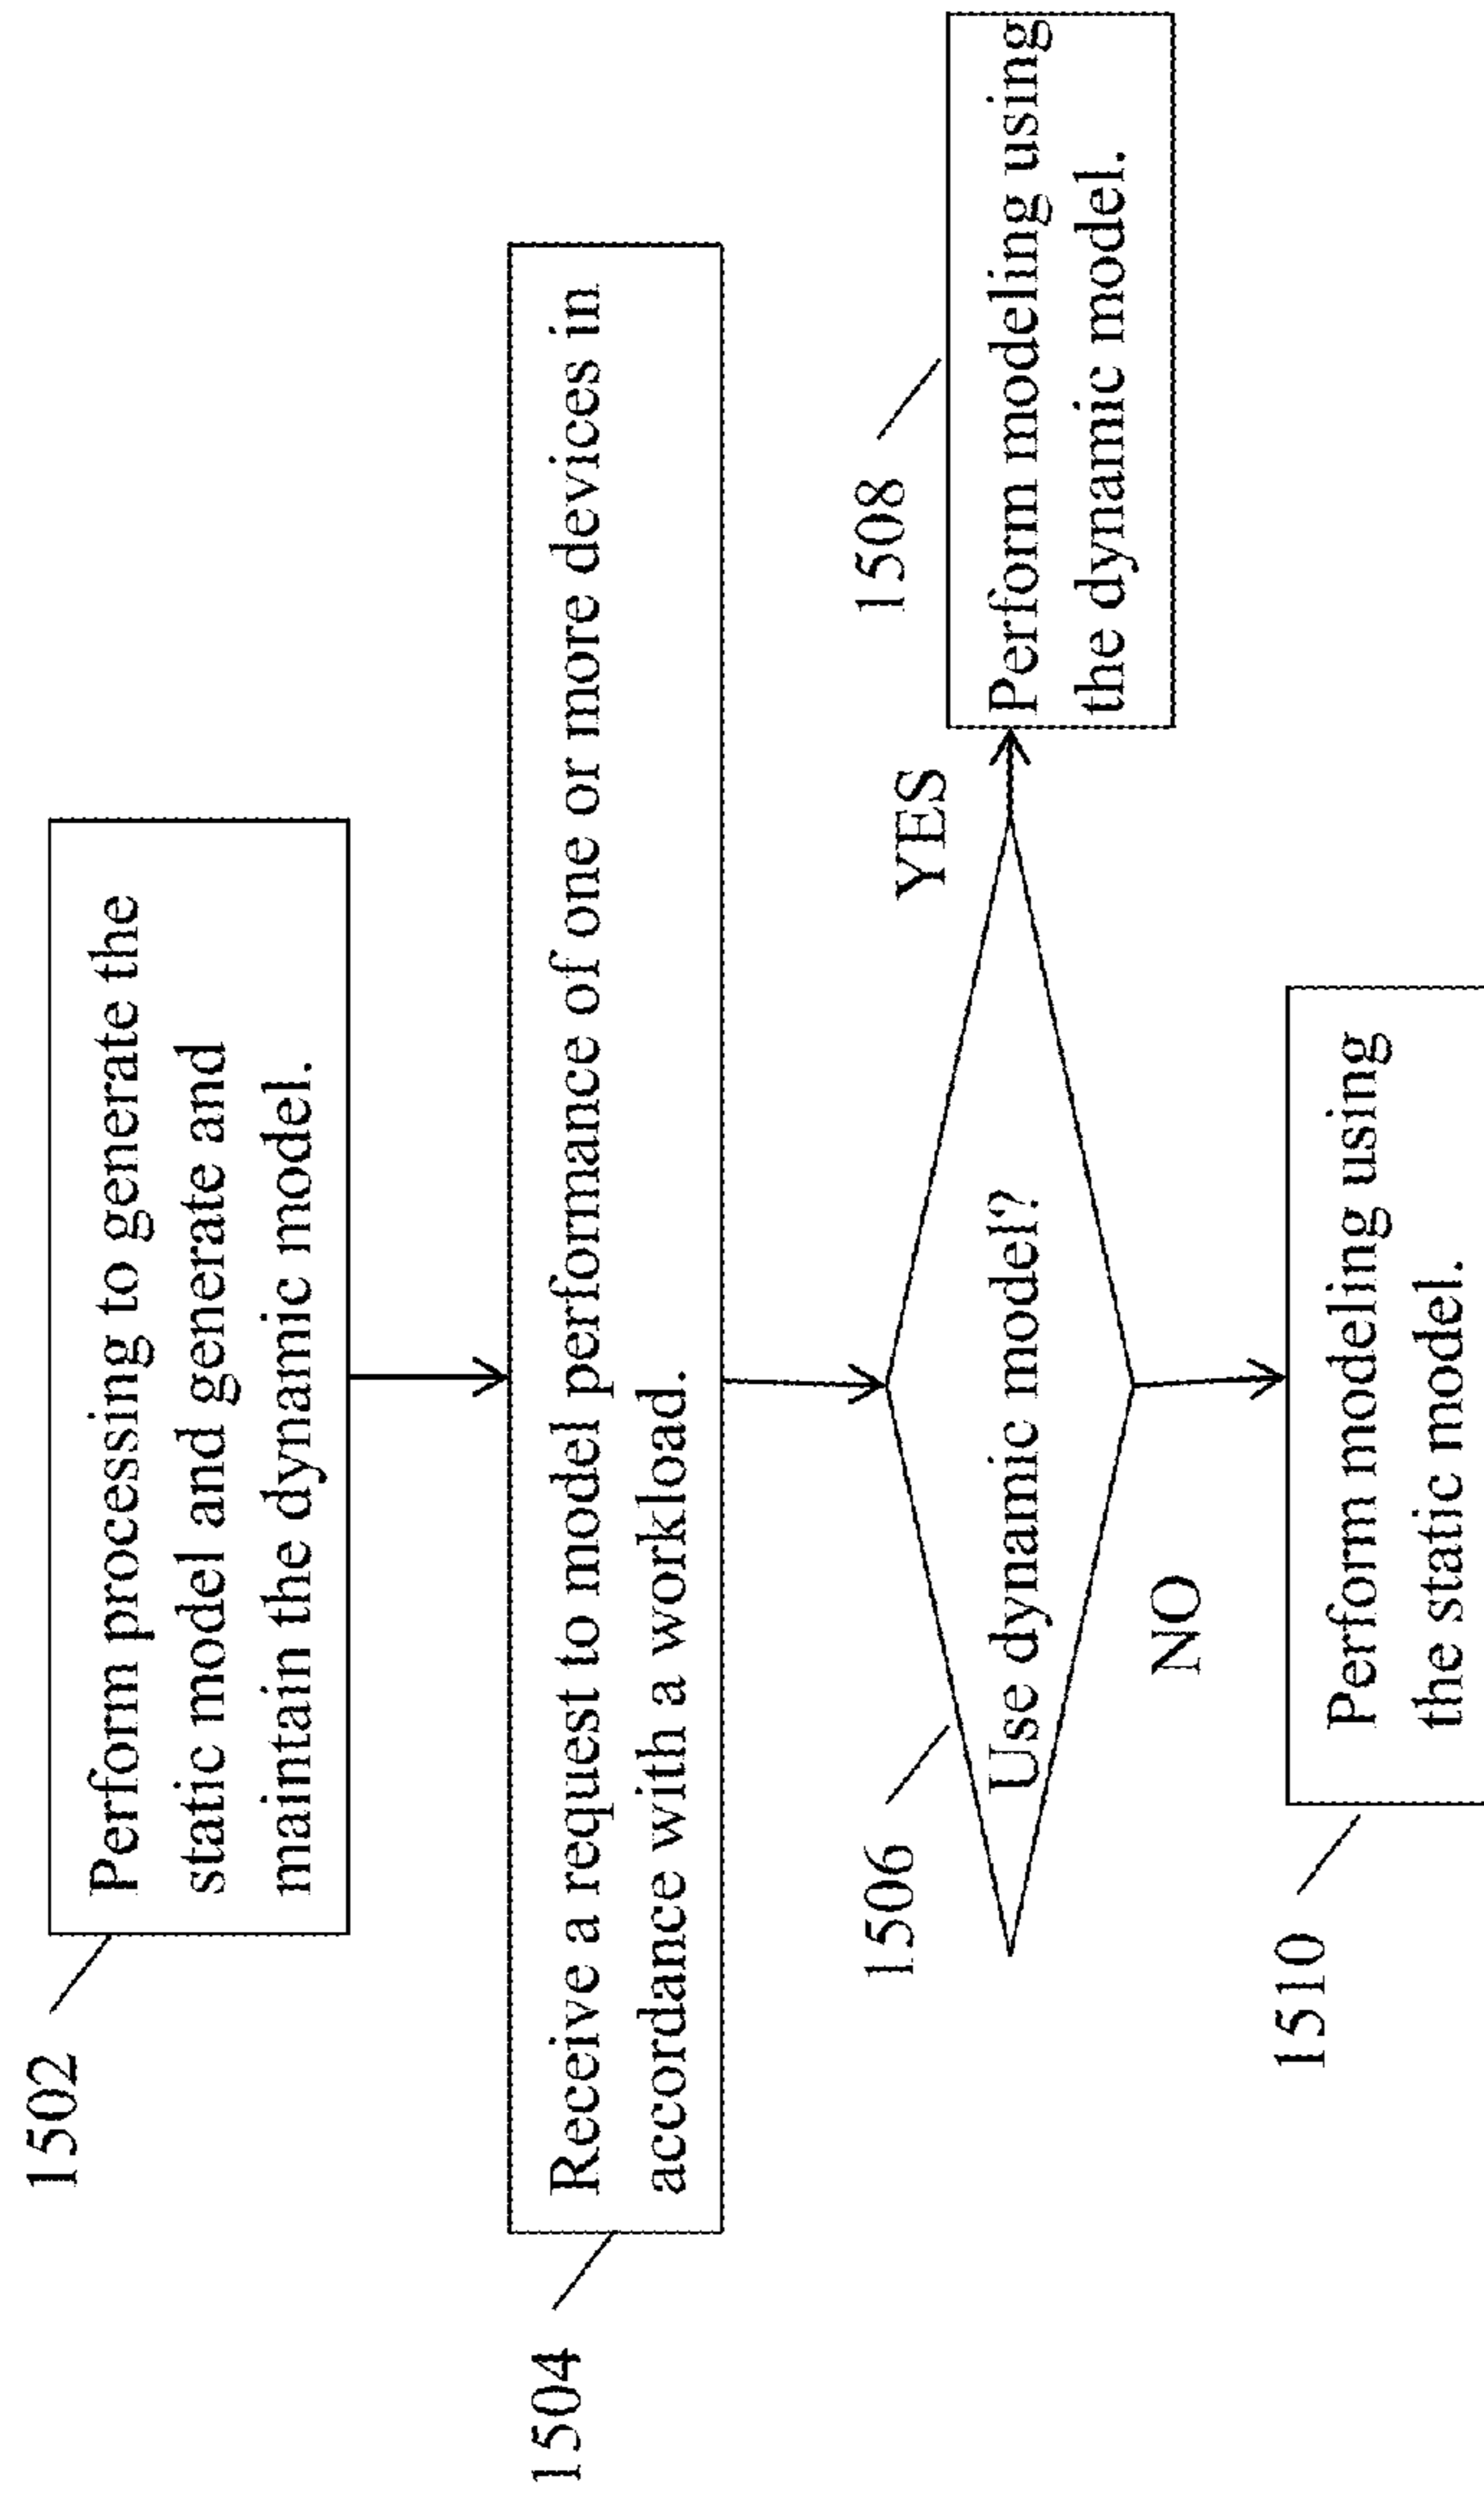 1502
Perform processing to generate the
static model and generate and
maintain the dynamic model.
1504
Receive a request to model performance of one or more devices in
accordance with a workload.
1506
Use dynamic model?
YES
1508
Perform modeling using
the dynamic model.
NO
1510
Perform modeling using
the static model.